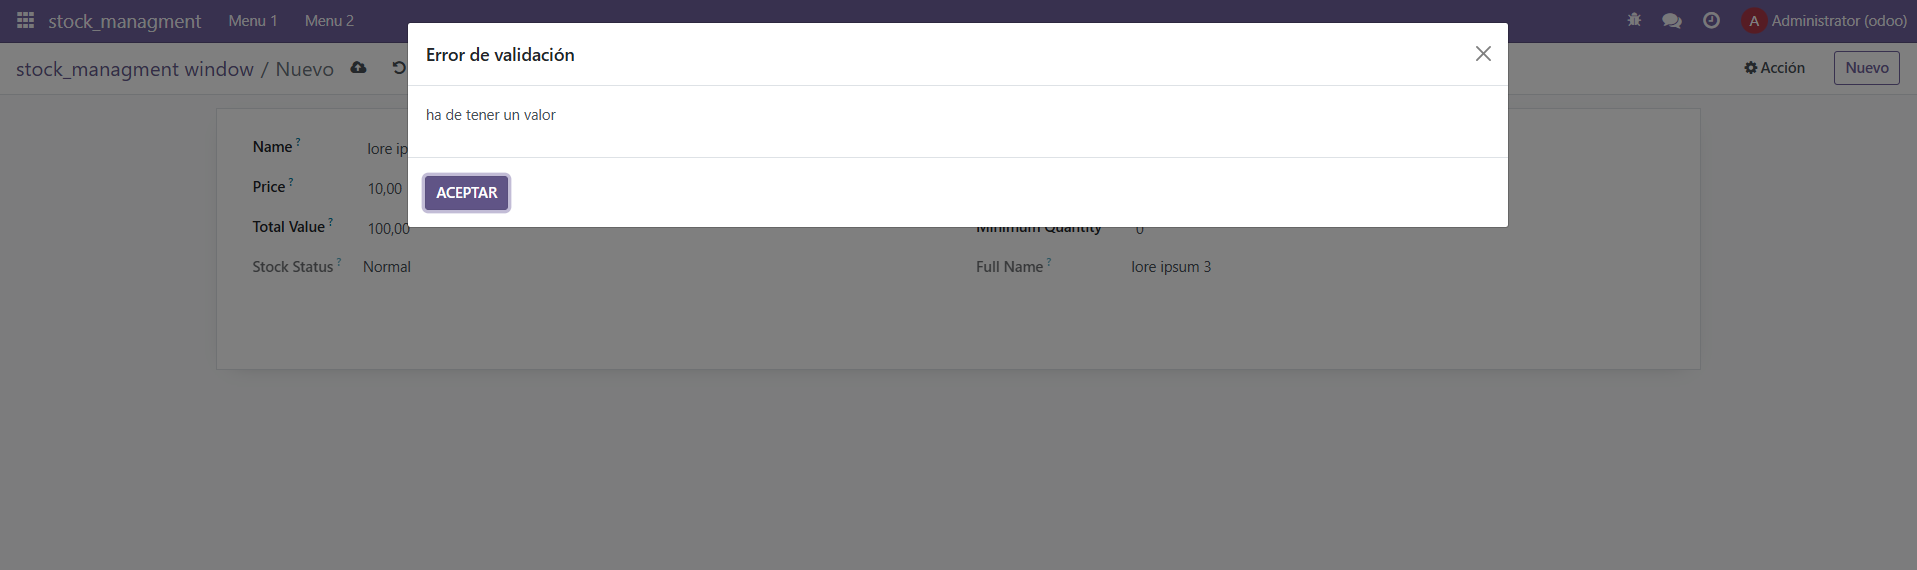 stock_managment Menu 1 Menu 2 A Administrator (odoo)
Error de validación
stock_managment window / Nuevo Acción Nuevo
ha de tener un valor
Name ? lore ip
Price ? 10,00
ACEPTAR
Total Value ? 100,00 Minimum Quantity 0
Stock Status ? Normal Full Name ? lore ipsum 3